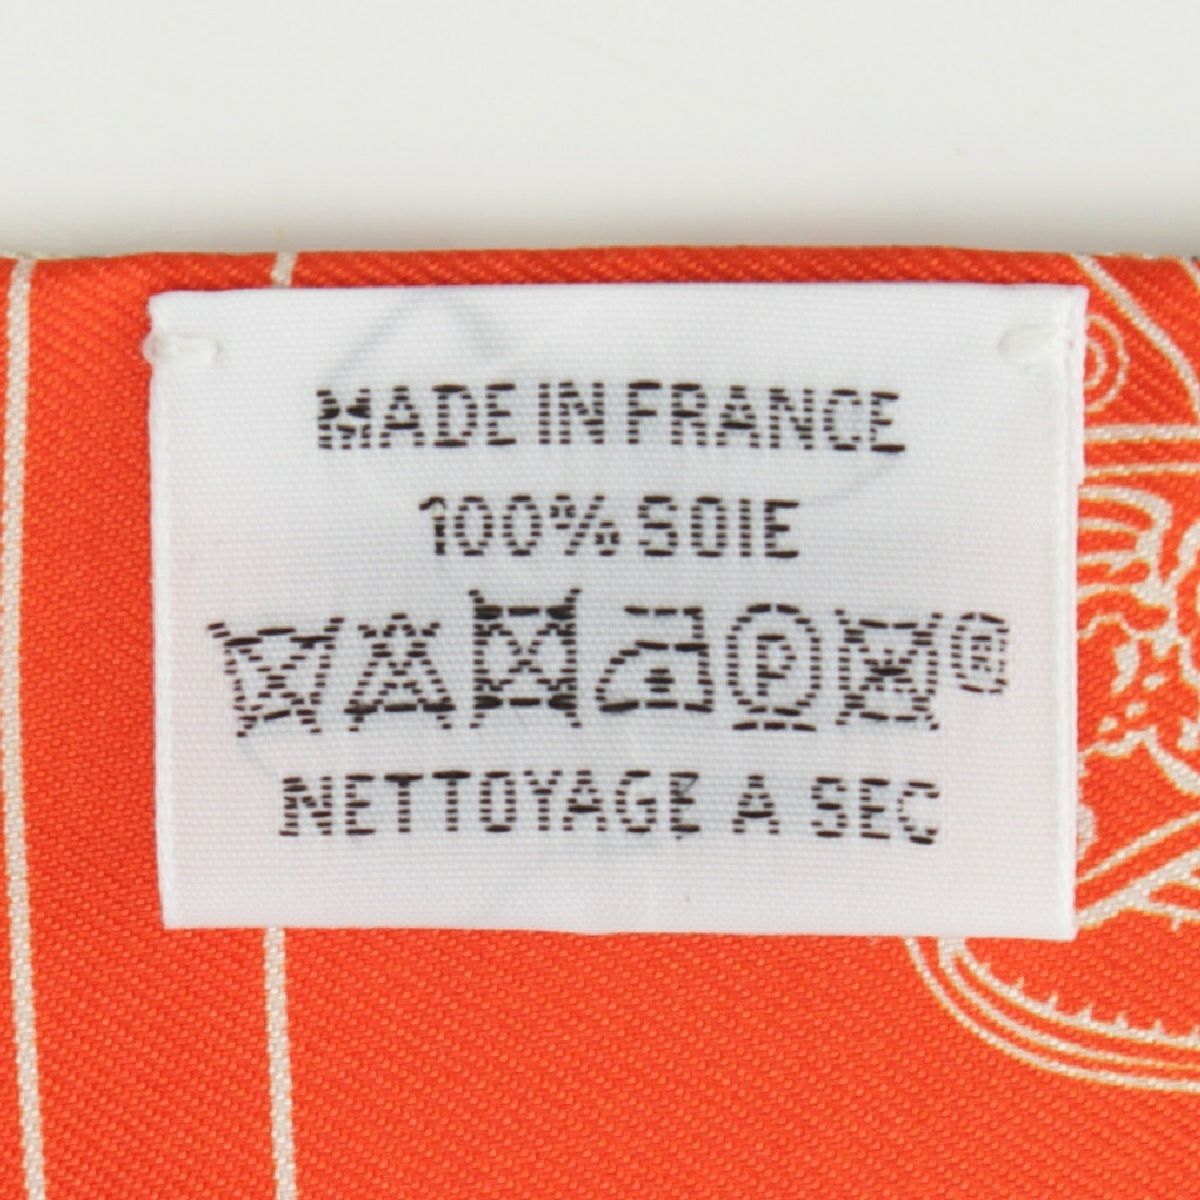 MADE IN FRANCE
100% SOIE
P ®
NETTOYAGE A SEC